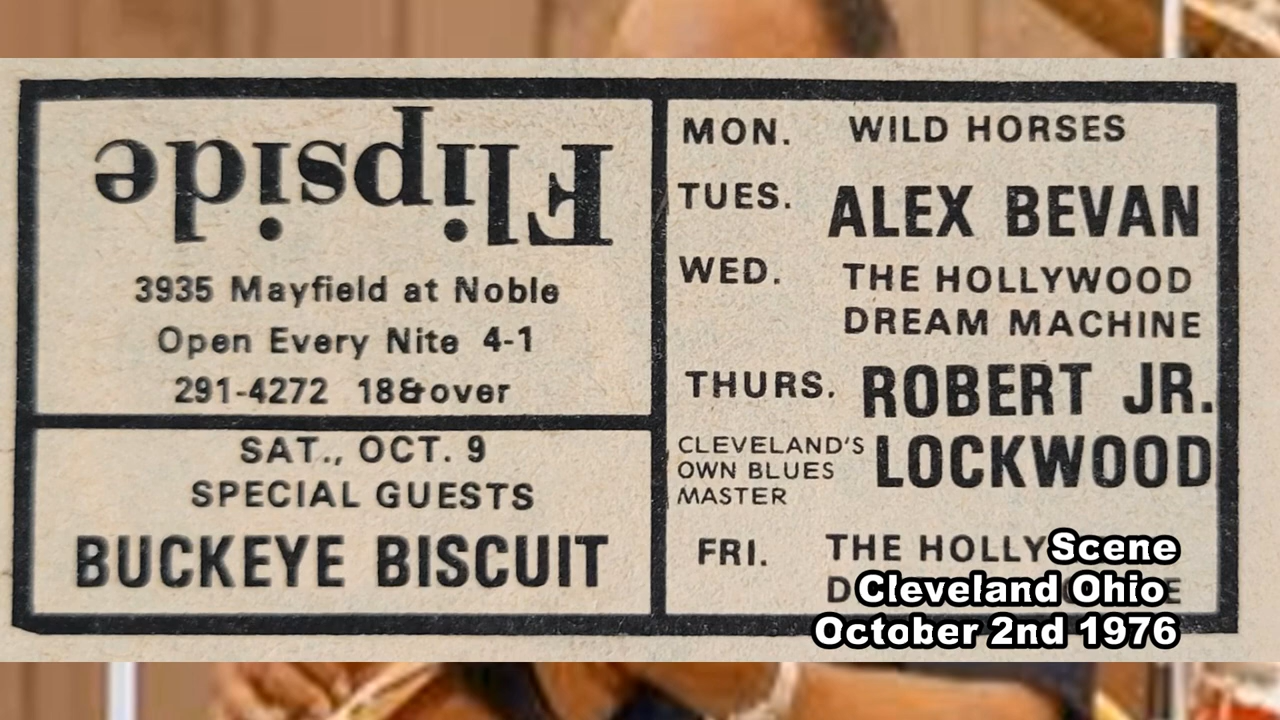 Flipside
3935 Mayfield at Noble
Open Every Nite 4-1
291-4272 18&over
SAT., OCT. 9
SPECIAL GUESTS
BUCKEYE BISCUIT
MON. WILD HORSES
TUES. ALEX BEVAN
WED. THE HOLLYWOOD
DREAM MACHINE
THURS. ROBERT JR.
CLEVELAND'S
OWN BLUES
MASTER
LOCKWOOD
FRI. THE
Scene
Cleveland Ohio
October 2nd 1976